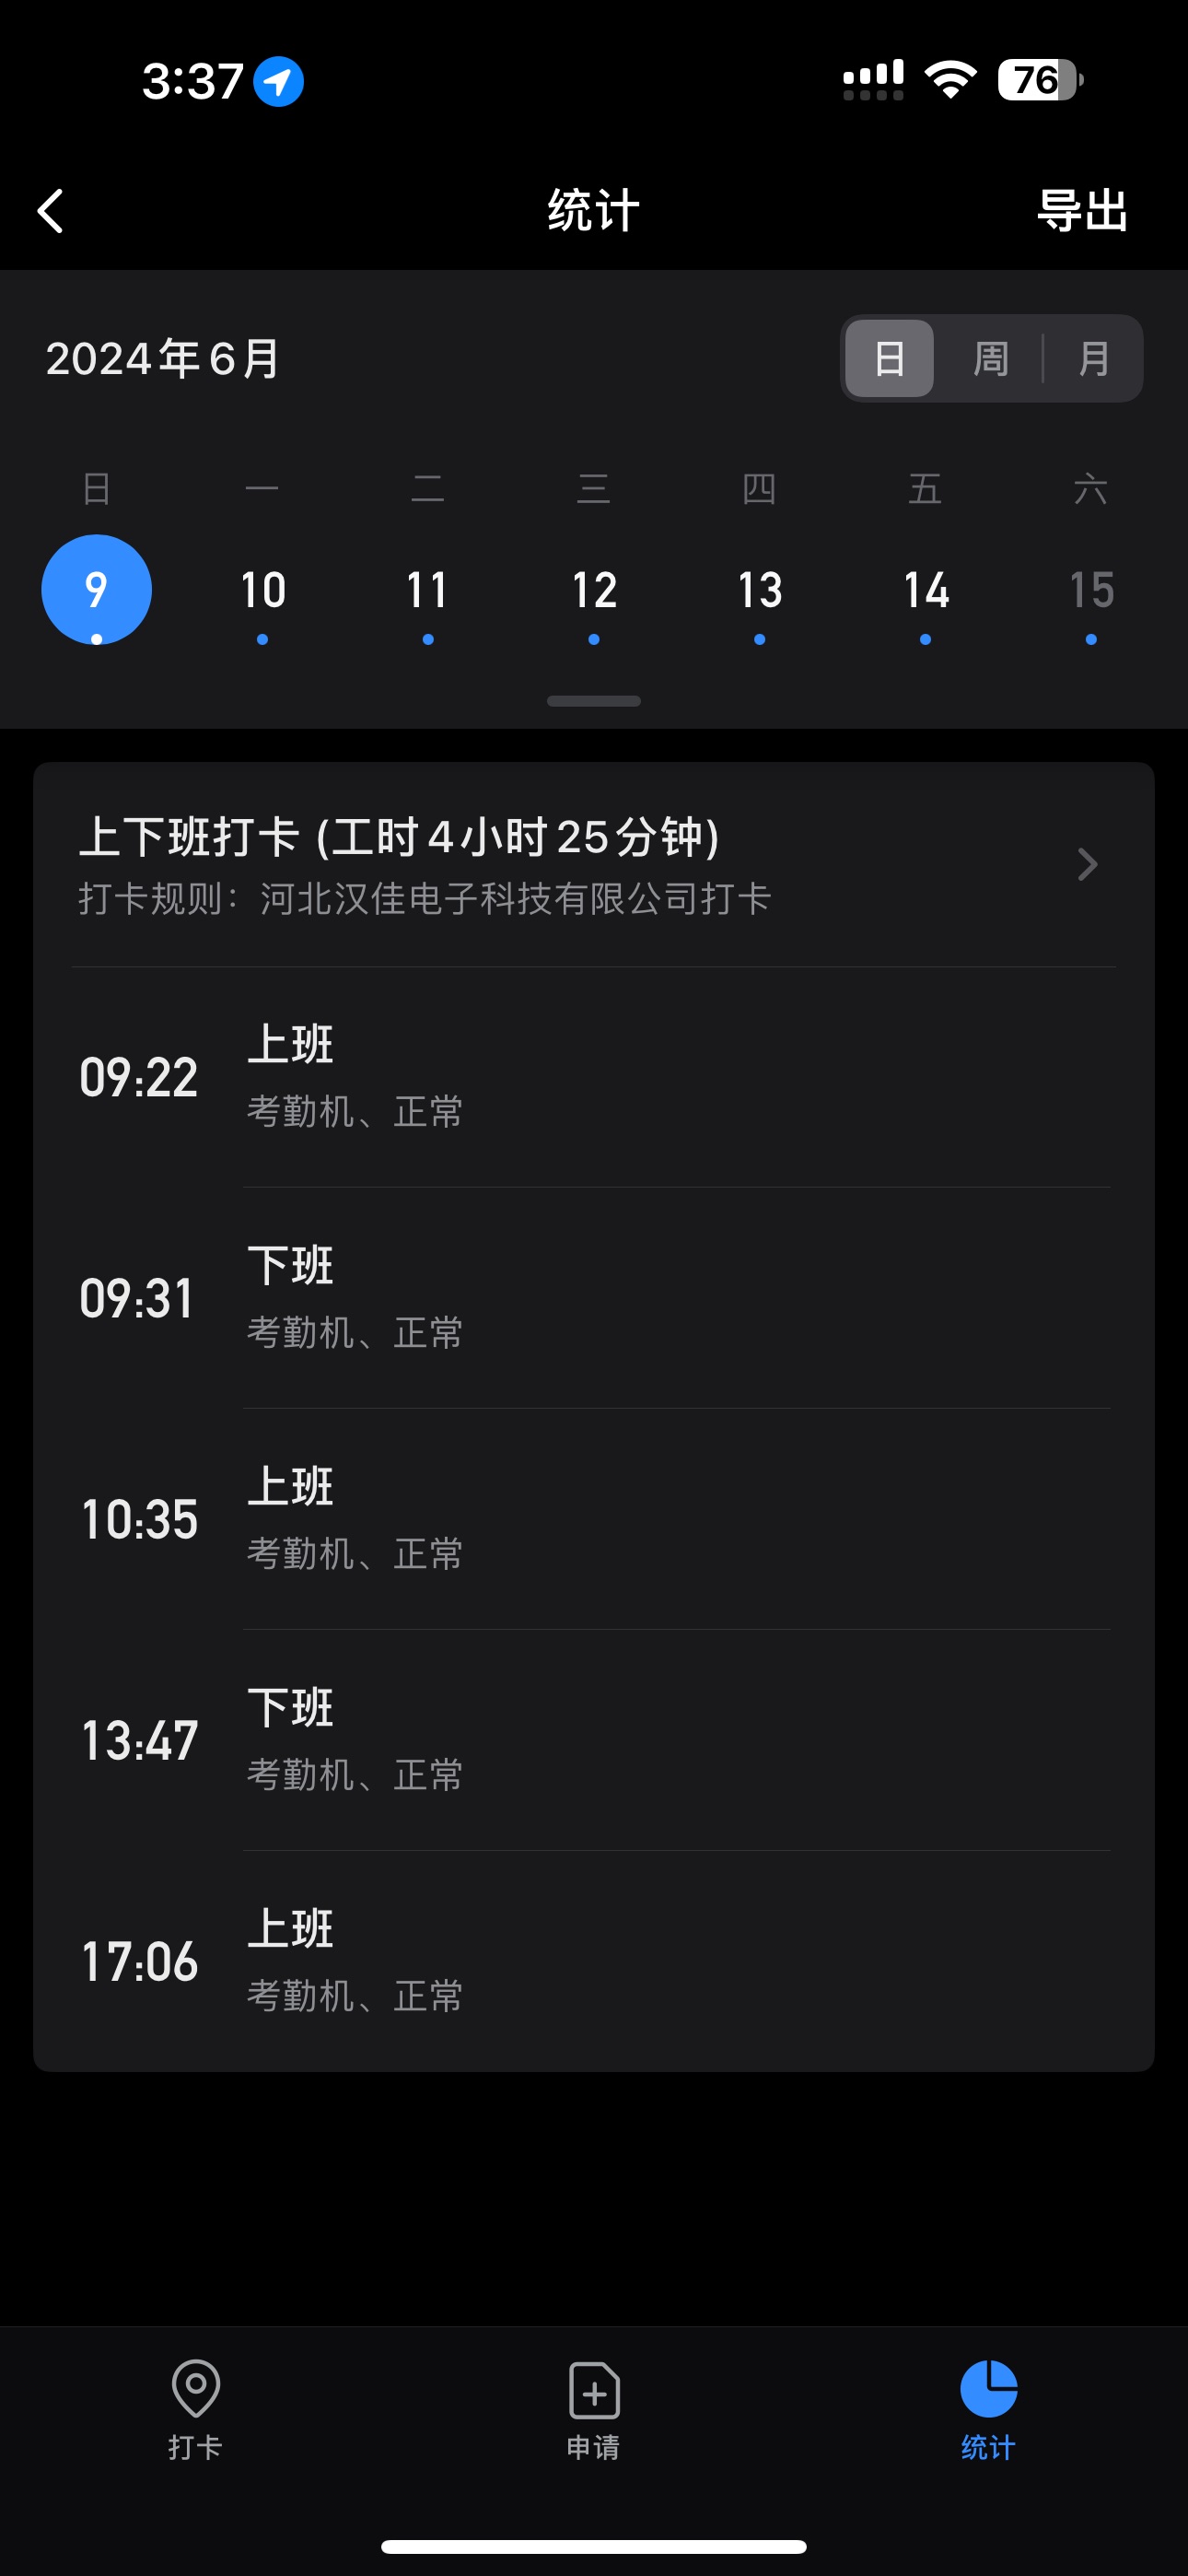 3:37 76
统计 导出
2024年6月 日 周 月
日 一 二 三 四 五 六
9 10 11 12 13 14 15
上下班打卡 (工时4小时25分钟)
打卡规则：河北汉佳电子科技有限公司打卡
09:22 上班
考勤机、正常
09:31 下班
考勤机、正常
10:35 上班
考勤机、正常
13:47 下班
考勤机、正常
17:06 上班
考勤机、正常
打卡 申请 统计